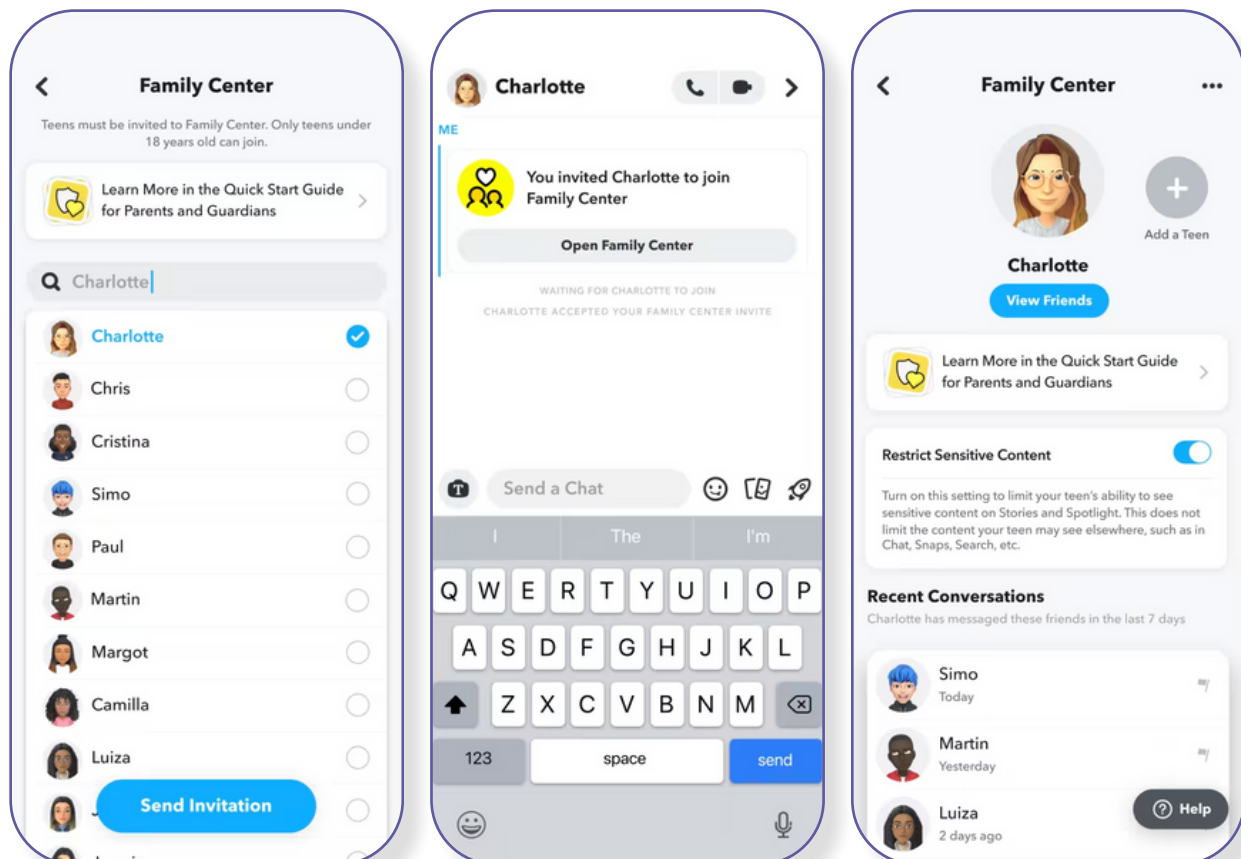 Family Center
Teens must be invited to Family Center. Only teens under
18 years old can join.
Learn More in the Quick Start Guide
for Parents and Guardians
Charlotte
Charlotte
Chris
Cristina
Simo
Paul
Martin
Margot
Camilla
Luiza
Send Invitation
Charlotte
ME
You invited Charlotte to join
Family Center
Open Family Center
WAITING FOR CHARLOTTE TO JOIN
CHARLOTTE ACCEPTED YOUR FAMILY CENTER INVITE
T
Send a Chat
I The I'm
Q W E R T Y U I O P
A S D F G H J K L
Z X C V B N M
123 space send
Family Center
Add a Teen
Charlotte
View Friends
Learn More in the Quick Start Guide
for Parents and Guardians
Restrict Sensitive Content
Turn on this setting to limit your teen's ability to see
sensitive content on Stories and Spotlight. This does not
limit the content your teen may see elsewhere, such as in
Chat, Snaps, Search, etc.
Recent Conversations
Charlotte has messaged these friends in the last 7 days
Simo
Today
Martin
Yesterday
Luiza
2 days ago
? Help